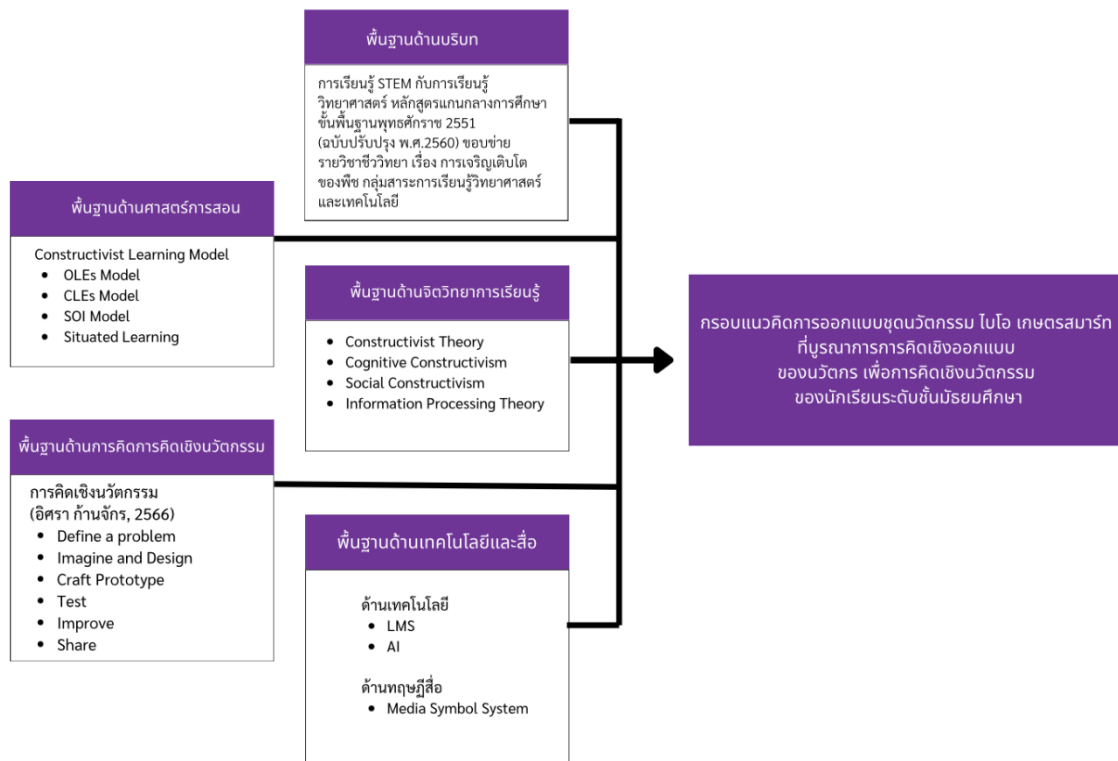 พื้นฐานด้านบริบท
การเรียนรู้ STEM กับการเรียนรู้
วิทยาศาสตร์ หลักสูตรแกนกลางการศึกษา
ขั้นพื้นฐานพุทธศักราช 2551
(ฉบับปรับปรุง พ.ศ.2560) ขอบข่าย
รายวิชาชีววิทยา เรื่อง การเจริญเติบโต
ของพืช กลุ่มสาระการเรียนรู้วิทยาศาสตร์
และเทคโนโลยี
พื้นฐานด้านศาสตร์การสอน
Constructivist Learning Model
• OLEs Model
• CLEs Model
• SOI Model
• Situated Learning
พื้นฐานด้านจิตวิทยาการเรียนรู้
• Constructivist Theory
• Cognitive Constructivism
• Social Constructivism
• Information Processing Theory
พื้นฐานด้านการคิดการคิดเชิงนวัตกรรม
การคิดเชิงนวัตกรรม
(อิศรา ก้านจักร, 2566)
• Define a problem
• Imagine and Design
• Craft Prototype
• Test
• Improve
• Share
พื้นฐานด้านเทคโนโลยีและสื่อ
ด้านเทคโนโลยี
• LMS
• AI
ด้านทฤษฎีสื่อ
• Media Symbol System
กรอบแนวคิดการออกแบบชุดนวัตกรรม ไบโอ เกษตรสมาร์ท
ที่บูรณาการการคิดเชิงออกแบบ
ของนวัตกร เพื่อการคิดเชิงนวัตกรรม
ของนักเรียนระดับชั้นมัธยมศึกษา